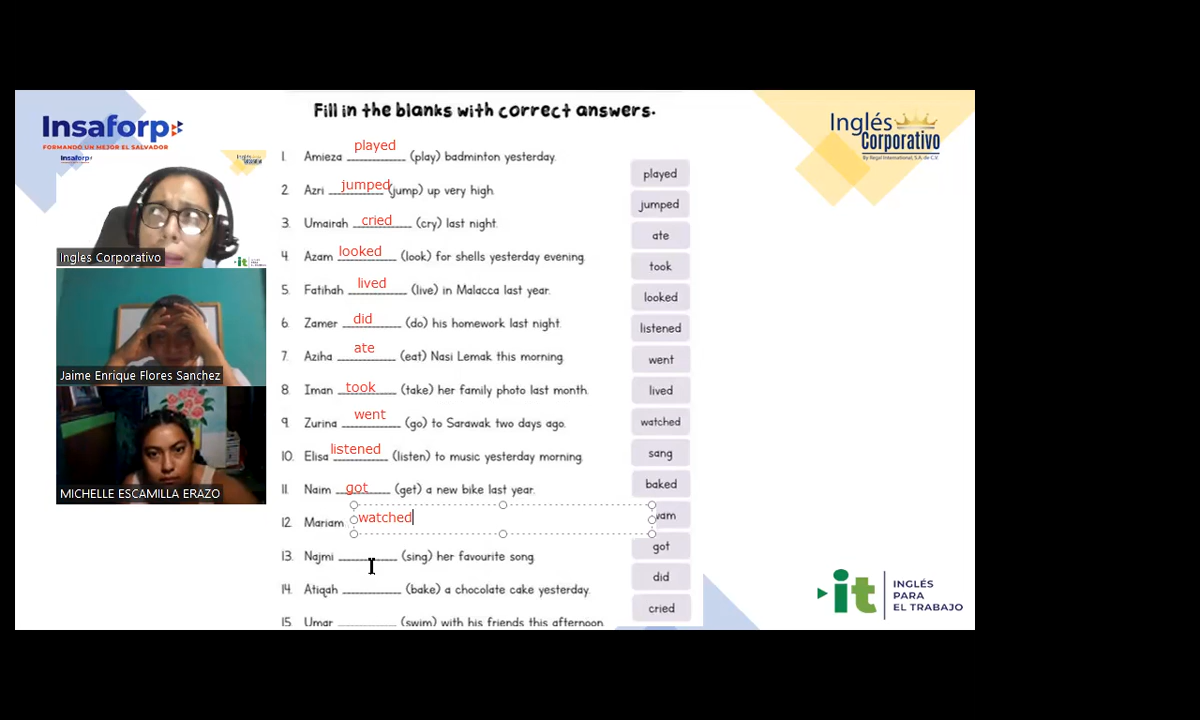 Fill in the blanks with correct answers.
Insaforp
FORMANDO UN MEJOR EL SALVADOR
Insaforp
Inglés
Corporativo
By Regal International, S.A. de C.V.
1. Amieza played (play) badminton yesterday.
2. Azri jumped (jump) up very high.
3. Umairah cried (cry) last night.
4. Azam looked (look) for shells yesterday evening.
5. Fatihah lived (live) in Malacca last year.
6. Zamer did (do) his homework last night.
7. Aziha ate (eat) Nasi Lemak this morning.
8. Iman took (take) her family photo last month.
9. Zurina went (go) to Sarawak two days ago.
10. Elisa listened (listen) to music yesterday morning.
11. Naim got (get) a new bike last year.
12. Mariam watched
13. Najmi ________ (sing) her favourite song.
14. Atiqah ________ (bake) a chocolate cake yesterday.
15. Umar ________ (swim) with his friends this afternoon
played
jumped
ate
took
looked
listened
went
lived
watched
sang
baked
got
did
cried
Ingles Corporativo
Jaime Enrique Flores Sanchez
MICHELLE ESCAMILLA ERAZO
it
INGLÉS
PARA
EL TRABAJO